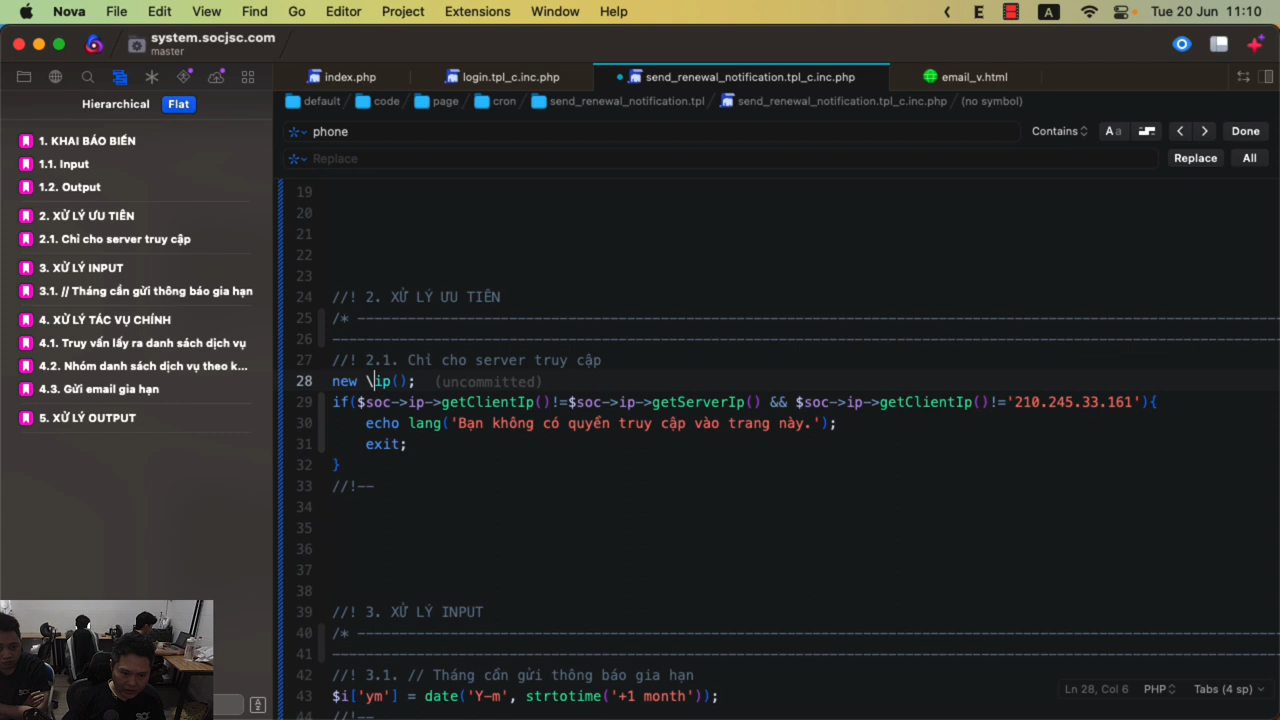 Nova File Edit View Find Go Editor Project Extensions Window Help E A Tue 20 Jun 11:10
system.socjsc.com
master
index.php login.tpl_c.inc.php send_renewal_notification.tpl_c.inc.php email_v.html
Hierarchical Flat
default code page cron send_renewal_notification.tpl send_renewal_notification.tpl_c.inc.php (no symbol)
phone Contains Aa Done
Replace Replace All
1. KHAI BÁO BIẾN
1.1. Input
1.2. Output
2. XỬ LÝ ƯU TIÊN
2.1. Chỉ cho server truy cập
3. XỬ LÝ INPUT
3.1. // Tháng cần gửi thông báo gia hạn
4. XỬ LÝ TÁC VỤ CHÍNH
4.1. Truy vấn lấy ra danh sách dịch vụ
4.2. Nhóm danh sách dịch vụ theo k...
4.3. Gửi email gia hạn
5. XỬ LÝ OUTPUT
19
20
21
22
23
24 //! 2. XỬ LÝ ƯU TIÊN
25 /* ----------------------------------------------------------------
26 ----------------------------------------------------------------
27 //! 2.1. Chỉ cho server truy cập
28 new \ip(); (uncommitted)
29 if($soc->ip->getClientIp()!=$soc->ip->getServerIp() && $soc->ip->getClientIp()!='210.245.33.161'){
30 echo lang('Bạn không có quyền truy cập vào trang này.');
31 exit;
32 }
33 //!--
34
35
36
37
38
39 //! 3. XỬ LÝ INPUT
40 /* ----------------------------------------------------------------
41 ----------------------------------------------------------------
42 //! 3.1. // Tháng cần gửi thông báo gia hạn
43 $i['ym'] = date('Y-m', strtotime('+1 month'));
44 //!--
Ln 28, Col 6 PHP Tabs (4 sp)